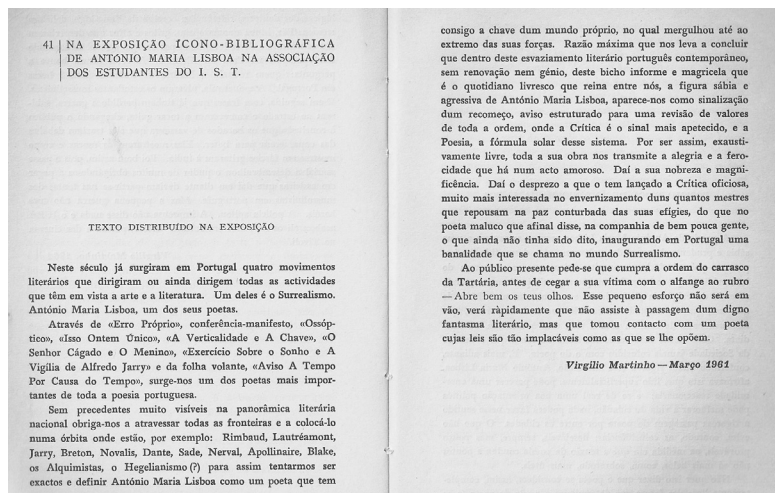 41 NA EXPOSIÇÃO ÍCONO-BIBLIOGRÁFICA
DE ANTÓNIO MARIA LISBOA NA ASSOCIAÇÃO
DOS ESTUDANTES DO I. S. T.
TEXTO DISTRIBUÍDO NA EXPOSIÇÃO
Neste século já surgiram em Portugal quatro movimentos
literários que dirigiram ou ainda dirigem todas as actividades
que têm em vista a arte e a literatura. Um deles é o Surrealismo.
António Maria Lisboa, um dos seus poetas.
Através de «Erro Próprio», conferência-manifesto, «Ossóp-
tico», «Isso Ontem Único», «A Verticalidade e A Chave», «O
Senhor Cágado e O Menino», «Exercício Sobre o Sonho e A
Vigília de Alfredo Jarry» e da folha volante, «Aviso A Tempo
Por Causa do Tempo», surge-nos um dos poetas mais impor-
tantes de toda a poesia portuguesa.
Sem precedentes muito visíveis na panorâmica literária
nacional obriga-nos a atravessar todas as fronteiras e a colocá-lo
numa órbita onde estão, por exemplo: Rimbaud, Lautréamont,
Jarry, Breton, Novalis, Dante, Sade, Nerval, Apollinaire, Blake,
os Alquimistas, o Hegelianismo (?) para assim tentarmos ser
exactos e definir António Maria Lisboa como um poeta que tem
consigo a chave dum mundo próprio, no qual mergulhou até ao
extremo das suas forças. Razão máxima que nos leva a concluir
que dentro deste esvaziamento literário português contemporâneo,
sem renovação nem génio, deste bicho informe e magricela que
é o quotidiano livresco que reina entre nós, a figura sábia e
agressiva de António Maria Lisboa, aparece-nos como sinalização
dum recomeço, aviso estruturado para uma revisão de valores
de toda a ordem, onde a Crítica é o sinal mais apetecido, e a
Poesia, a fórmula solar desse sistema. Por ser assim, exausti-
vamente livre, toda a sua obra nos transmite a alegria e a fero-
cidade que há num acto amoroso. Daí a sua nobreza e magni-
ficência. Daí o desprezo a que o tem lançado a Crítica oficiosa,
muito mais interessada no envernizamento duns quantos mestres
que repousam na paz conturbada das suas efígies, do que no
poeta maluco que afinal disse, na companhia de bem pouca gente,
o que ainda não tinha sido dito, inaugurando em Portugal uma
banalidade que se chama no mundo Surrealismo.
Ao público presente pede-se que cumpra a ordem do carrasco
da Tartária, antes de cegar a sua vítima com o alfange ao rubro
— Abre bem os teus olhos. Esse pequeno esforço não será em
vão, verá ràpidamente que não assiste à passagem dum digno
fantasma literário, mas que tomou contacto com um poeta
cujas leis são tão implacáveis como as que se lhe opõem.
Virgílio Martinho — Março 1961